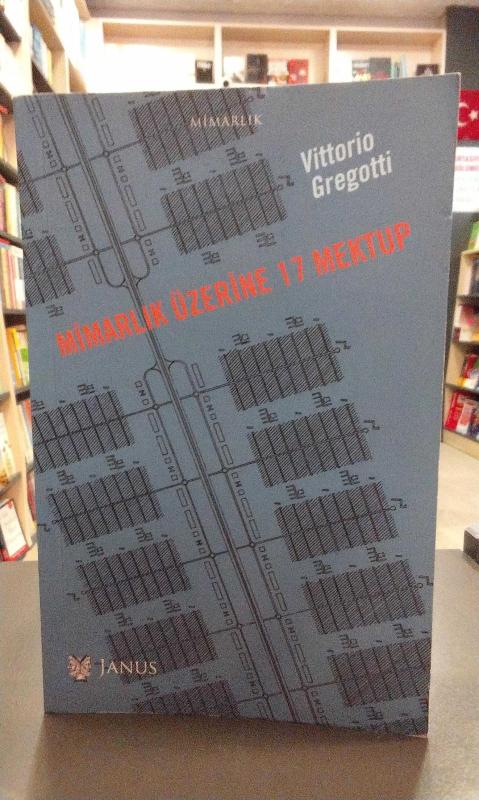 MİMARLIK
Vittorio
Gregotti
MİMARLIK ÜZERİNE 17 MEKTUP
JANUS